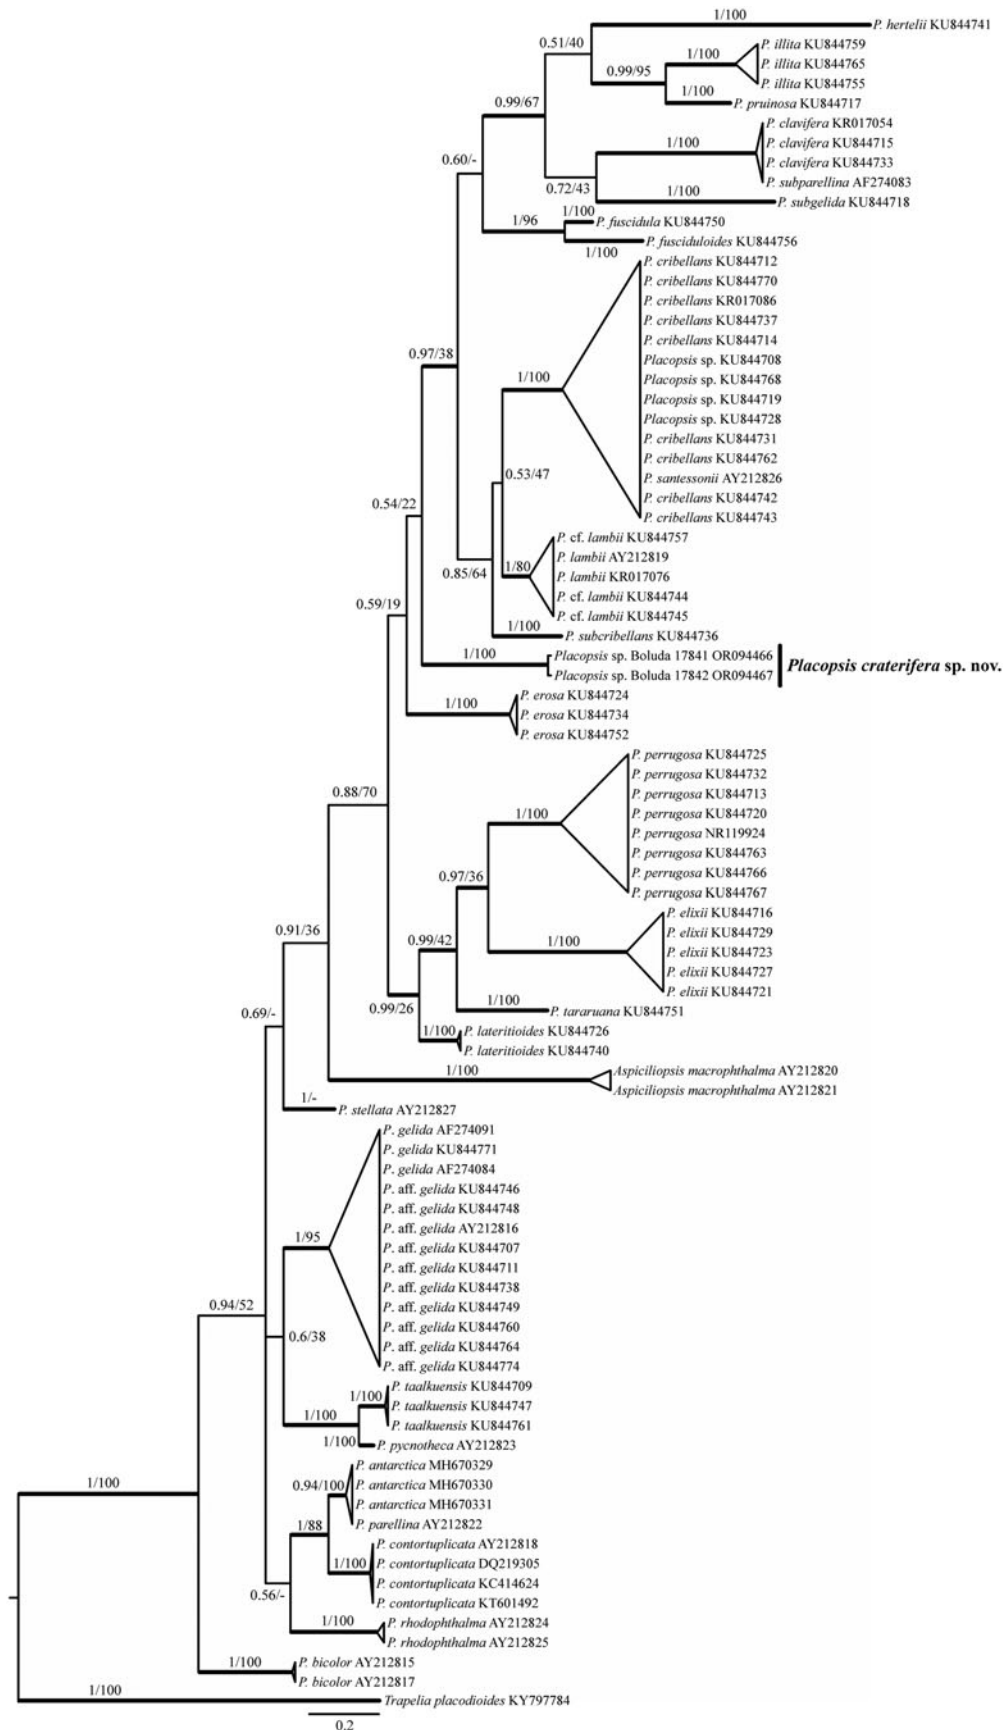 1/100
P. hertelii KU844741
0.51/40
P. illita KU844759
1/100
P. illita KU844765
0.99/95
P. illita KU844755
1/100
P. pruinosa KU844717
0.99/67
P. clavifera KR017054
P. clavifera KU844715
1/100
P. clavifera KU844733
0.60/-
P. subparellina AF274083
0.72/43
1/100
P. subgelida KU844718
1/100
P. fuscidula KU844750
1/96
P. fusciduloides KU844756
1/100
P. cribellans KU844712
P. cribellans KU844770
P. cribellans KR017086
P. cribellans KU844737
P. cribellans KU844714
0.97/38
Placopsis sp. KU844708
1/100
Placopsis sp. KU844768
Placopsis sp. KU844719
Placopsis sp. KU844728
P. cribellans KU844731
P. cribellans KU844762
0.53/47
P. santessonii AY212826
P. cribellans KU844742
0.54/22
P. cribellans KU844743
P. cf. lambii KU844757
P. lambii AY212819
1/80
0.85/64
P. lambii KR017076
P. cf. lambii KU844744
0.59/19
P. cf. lambii KU844745
1/100
P. subcribellans KU844736
1/100
Placopsis sp. Boluda 17841 OR094466
Placopsis craterifera sp. nov.
Placopsis sp. Boluda 17842 OR094467
P. erosa KU844724
1/100
P. erosa KU844734
P. erosa KU844752
P. perrugosa KU844725
P. perrugosa KU844732
0.88/70
P. perrugosa KU844713
1/100
P. perrugosa KU844720
P. perrugosa NR119924
P. perrugosa KU844763
0.97/36
P. perrugosa KU844766
P. perrugosa KU844767
P. elixii KU844716
0.91/36
P. elixii KU844729
0.99/42
1/100
P. elixii KU844723
P. elixii KU844727
P. elixii KU844721
0.99/26
1/100
P. tararuana KU844751
0.69/-
1/100
P. lateritioides KU844726
P. lateritioides KU844740
1/100
Aspiciliopsis macrophthalma AY212820
Aspiciliopsis macrophthalma AY212821
1/-
P. stellata AY212827
P. gelida AF274091
P. gelida KU844771
P. gelida AF274084
P. aff. gelida KU844746
P. aff. gelida KU844748
P. aff. gelida AY212816
1/95
P. aff. gelida KU844707
P. aff. gelida KU844711
P. aff. gelida KU844738
0.94/52
P. aff. gelida KU844749
P. aff. gelida KU844760
0.6/38
P. aff. gelida KU844764
P. aff. gelida KU844774
1/100
P. taalkuensis KU844709
P. taalkuensis KU844747
1/100
P. taalkuensis KU844761
1/100
P. pycnotheca AY212823
P. antarctica MH670329
1/100
0.94/100
P. antarctica MH670330
P. antarctica MH670331
1/88
P. parellina AY212822
P. contortuplicata AY212818
1/100
P. contortuplicata DQ219305
P. contortuplicata KC414624
0.56/-
P. contortuplicata KT601492
1/100
P. rhodophthalma AY212824
P. rhodophthalma AY212825
1/100
P. bicolor AY212815
P. bicolor AY212817
1/100
Trapelia placodioides KY797784
0.2